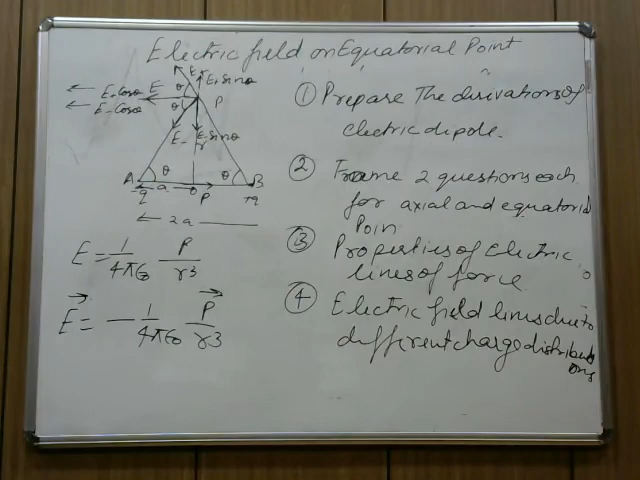 Electric field on Equatorial Point
E+ E+sinθ
← E+cosθ E θ
← E-cosθ θ P
E- E-sinθ
r
θ θ
A B
-q a o P +q
← 2a
E = 1/4πε0 P/r3
E→ = - 1/4πε0 P→/r3
① Prepare The derivations of
electric dipole.
② Frame 2 questions each
for axial and equatorial
Poin
③ Properties of Electric
lines of force
④ Electric field lines due to
different charge distributi
ons